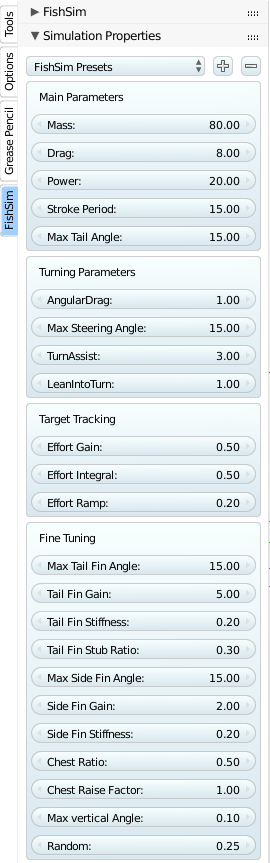 Tools
Options
Grease Pencil
FishSim
▶ FishSim
▼ Simulation Properties
FishSim Presets
Main Parameters
Mass: 80.00
Drag: 8.00
Power: 20.00
Stroke Period: 15.00
Max Tail Angle: 15.00
Turning Parameters
AngularDrag: 1.00
Max Steering Angle: 15.00
TurnAssist: 3.00
LeanIntoTurn: 1.00
Target Tracking
Effort Gain: 0.50
Effort Integral: 0.50
Effort Ramp: 0.20
Fine Tuning
Max Tail Fin Angle: 15.00
Tail Fin Gain: 5.00
Tail Fin Stiffness: 0.20
Tail Fin Stub Ratio: 0.30
Max Side Fin Angle: 15.00
Side Fin Gain: 2.00
Side Fin Stiffness: 0.20
Chest Ratio: 0.50
Chest Raise Factor: 1.00
Max vertical Angle: 0.10
Random: 0.25